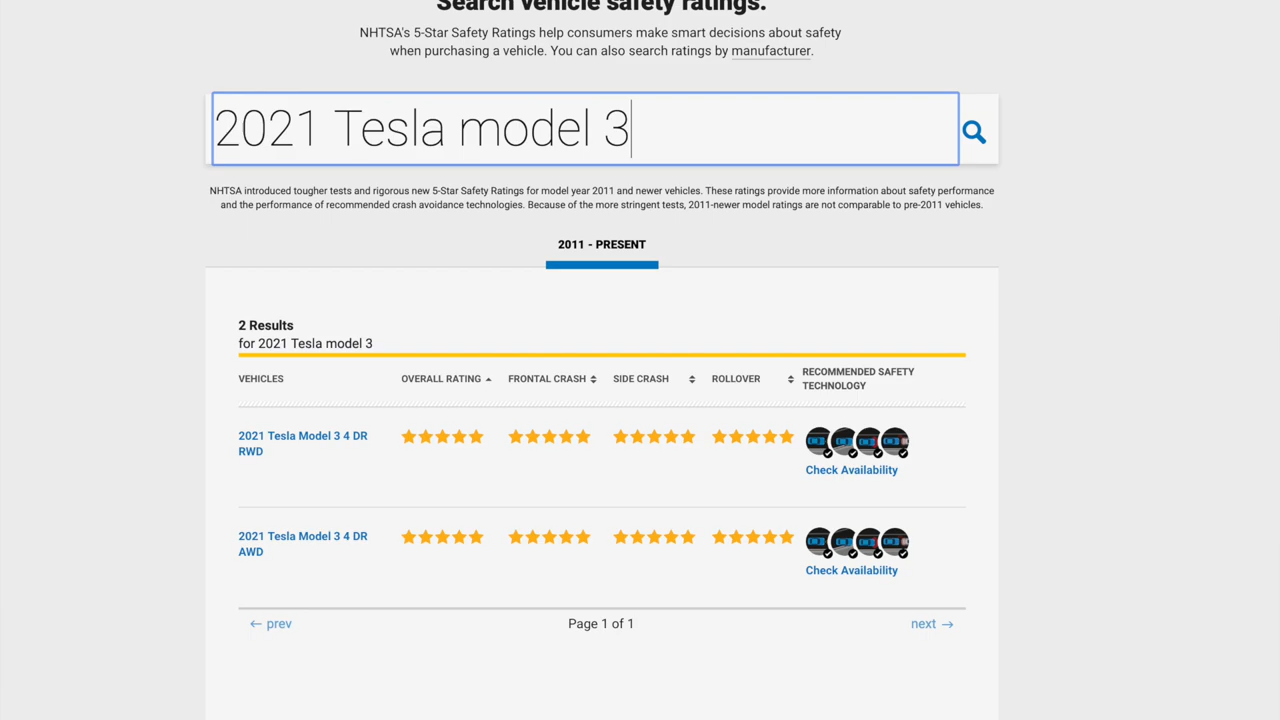 Search vehicle safety ratings.
NHTSA's 5-Star Safety Ratings help consumers make smart decisions about safety
when purchasing a vehicle. You can also search ratings by manufacturer.
2021 Tesla model 3
NHTSA introduced tougher tests and rigorous new 5-Star Safety Ratings for model year 2011 and newer vehicles. These ratings provide more information about safety performance
and the performance of recommended crash avoidance technologies. Because of the more stringent tests, 2011-newer model ratings are not comparable to pre-2011 vehicles.
2011 - PRESENT
2 Results
for 2021 Tesla model 3
VEHICLES OVERALL RATING FRONTAL CRASH SIDE CRASH ROLLOVER RECOMMENDED SAFETY
TECHNOLOGY
2021 Tesla Model 3 4 DR
RWD
Check Availability
2021 Tesla Model 3 4 DR
AWD
Check Availability
← prev Page 1 of 1 next →